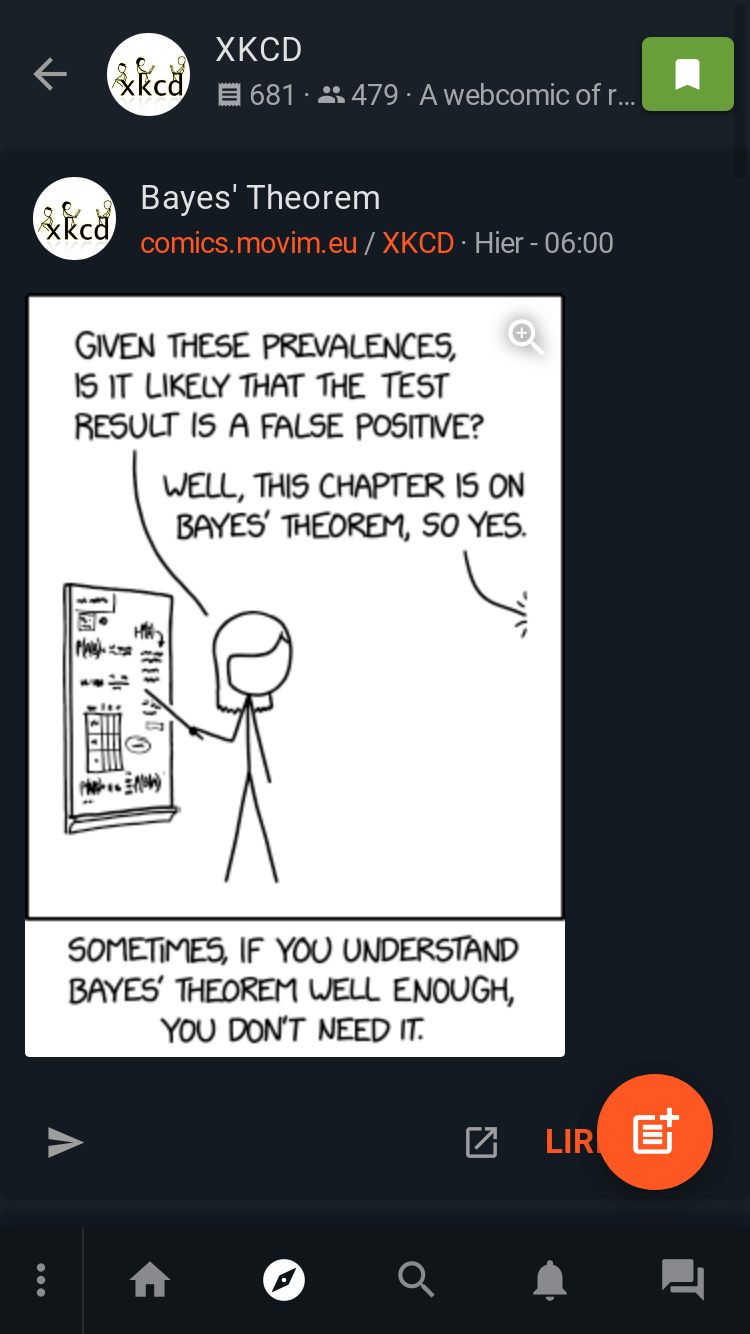 XKCD
681 · 479 · A webcomic of r...
xkcd
Bayes' Theorem
xkcd
comics.movim.eu / XKCD · Hier - 06:00
GIVEN THESE PREVALENCES,
IS IT LIKELY THAT THE TEST
RESULT IS A FALSE POSITIVE?
WELL, THIS CHAPTER IS ON
BAYES' THEOREM, SO YES.
SOMETIMES, IF YOU UNDERSTAND
BAYES' THEOREM WELL ENOUGH,
YOU DON'T NEED IT.